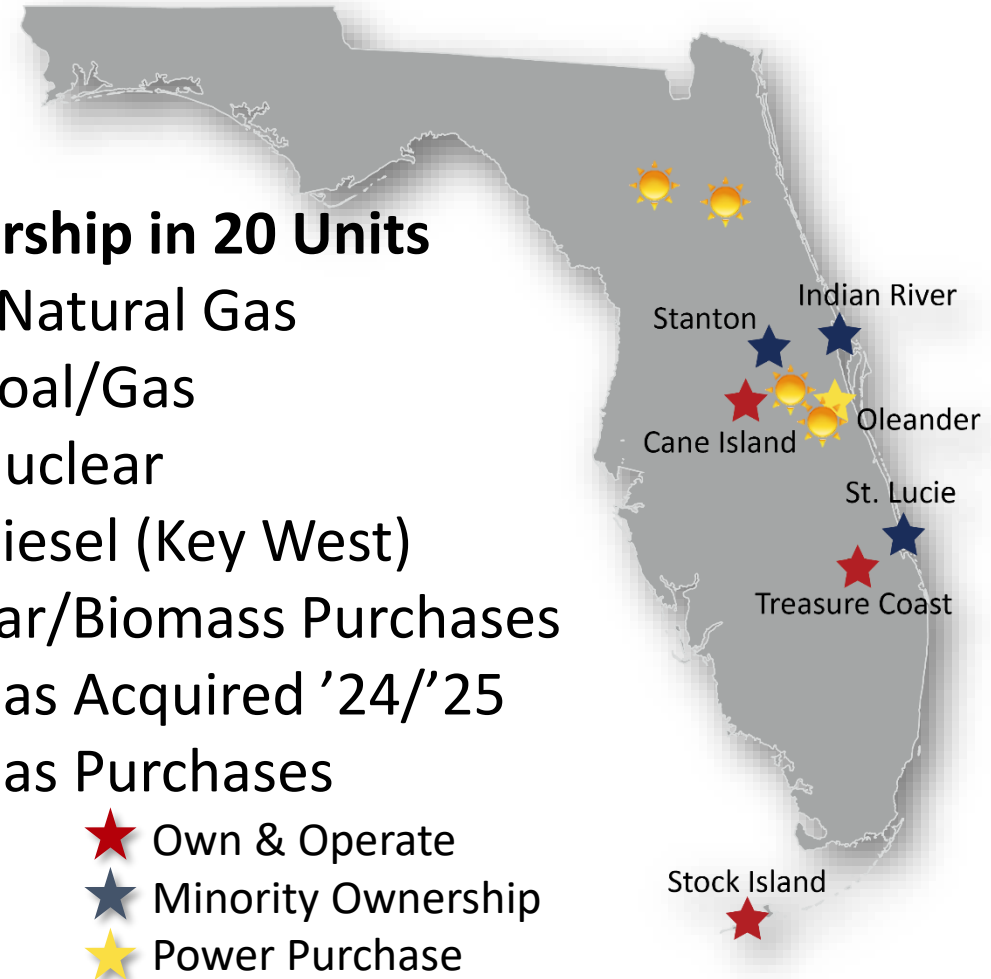 rship in 20 Units
Natural Gas
oal/Gas
uclear
iesel (Key West)
ar/Biomass Purchases
as Acquired ’24/’25
as Purchases
Own & Operate
Minority Ownership
Power Purchase
Indian River
Stanton
Oleander
Cane Island
St. Lucie
Treasure Coast
Stock Island